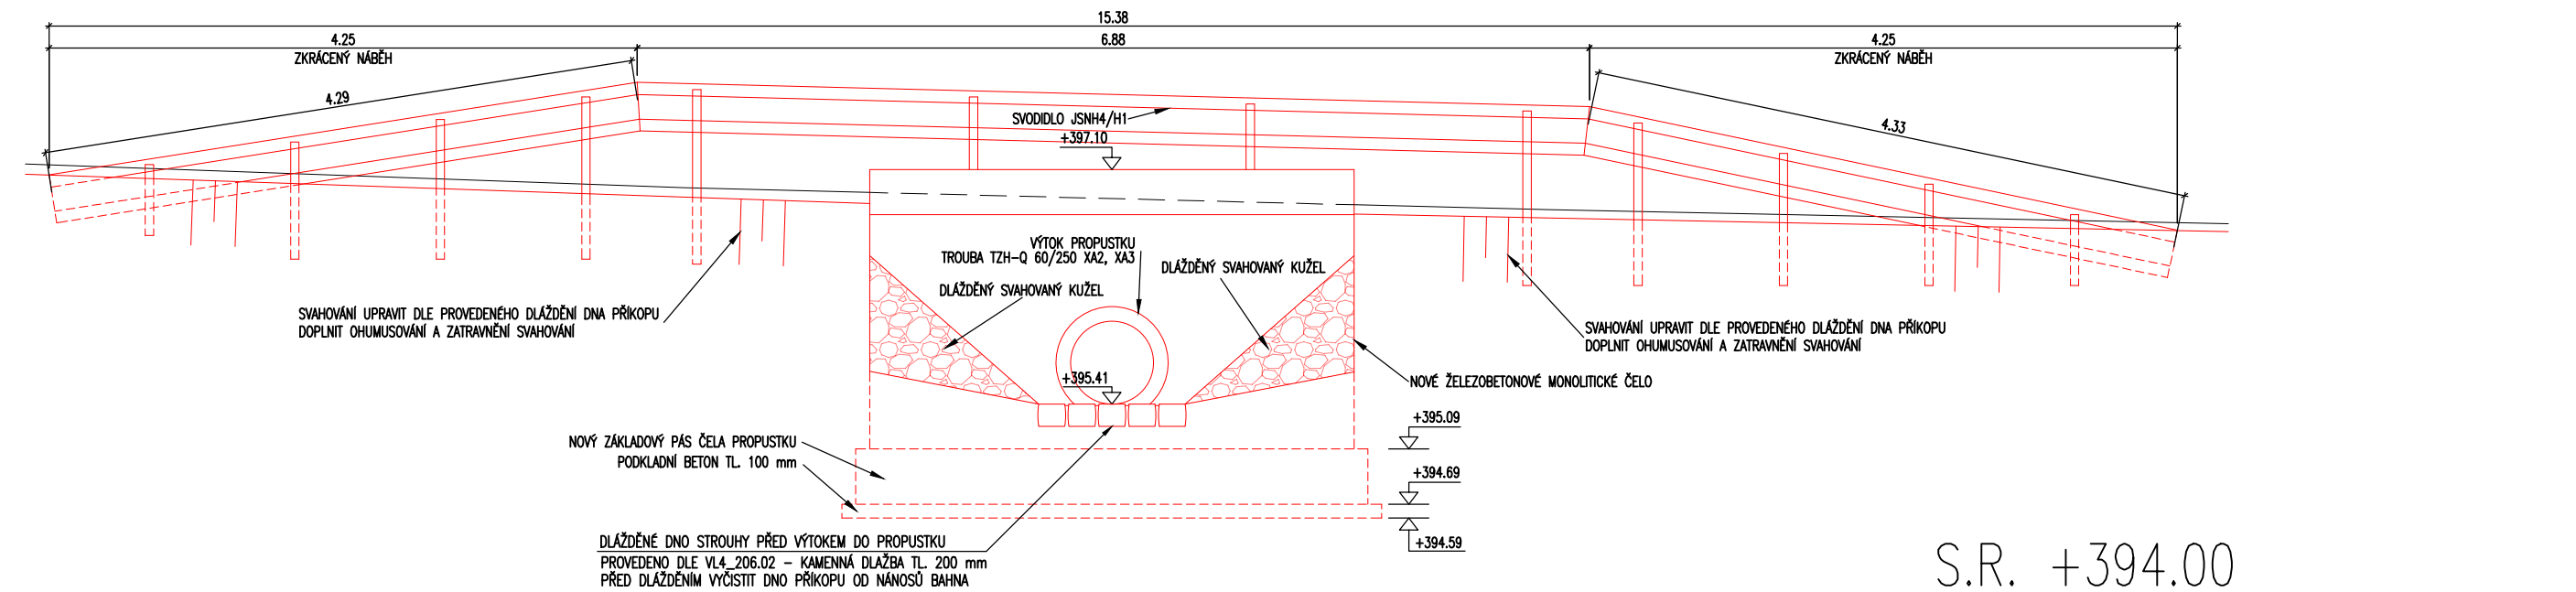 15.38
4.25
6.88
4.25
ZKRÁCENÝ NÁBĚH
ZKRÁCENÝ NÁBĚH
4.29
4.33
SVODIDLO JSNH4/H1
+397.10
VÝTOK PROPUSTKU
TROUBA TZH-Q 60/250 XA2, XA3
DLÁŽDĚNÝ SVAHOVANÝ KUŽEL
DLÁŽDĚNÝ SVAHOVANÝ KUŽEL
SVAHOVÁNÍ UPRAVIT DLE PROVEDENÉHO DLÁŽDĚNÍ DNA PŘÍKOPU
DOPLNIT OHUMUSOVÁNÍ A ZATRAVNĚNÍ SVAHOVÁNÍ
SVAHOVÁNÍ UPRAVIT DLE PROVEDENÉHO DLÁŽDĚNÍ DNA PŘÍKOPU
DOPLNIT OHUMUSOVÁNÍ A ZATRAVNĚNÍ SVAHOVÁNÍ
+395.41
NOVÉ ŽELEZOBETONOVÉ MONOLITICKÉ ČELO
+395.09
NOVÝ ZÁKLADOVÝ PÁS ČELA PROPUSTKU
PODKLADNÍ BETON TL. 100 mm
+394.69
+394.59
DLÁŽDĚNÉ DNO STROUHY PŘED VÝTOKEM DO PROPUSTKU
PROVEDENO DLE VL4_206.02 - KAMENNÁ DLAŽBA TL. 200 mm
PŘED DLÁŽDĚNÍM VYČISTIT DNO PŘÍKOPU OD NÁNOSŮ BAHNA
S.R. +394.00